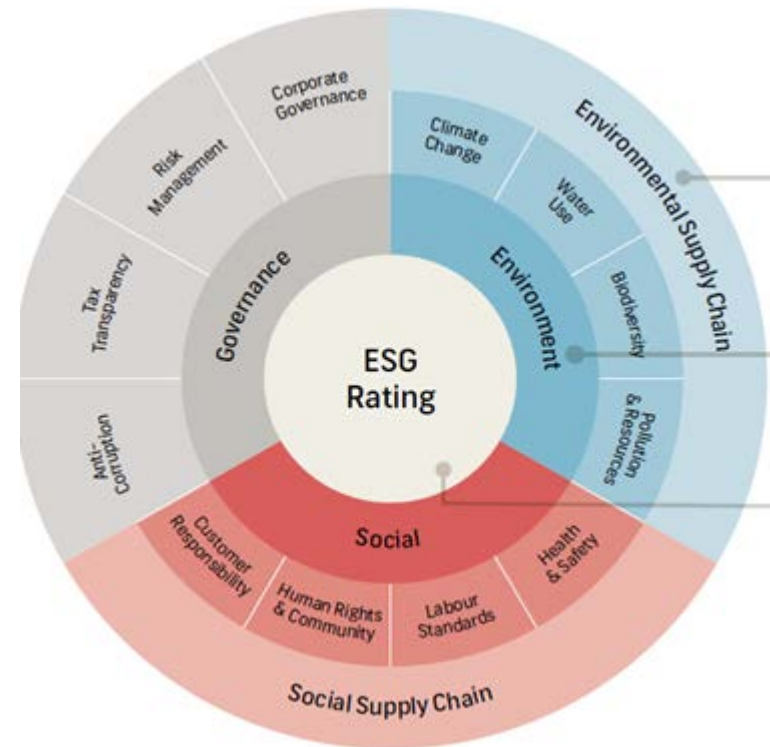 Corporate
Governance
Risk
Management
Tax
Transparency
Anti-
Corruption
Governance
Climate
Change
Water
Use
Biodiversity
Pollution
& Resources
Environment
Environmental Supply Chain
ESG
Rating
Social
Customer
Responsibility
Human Rights
& Community
Labour
Standards
Health
& Safety
Social Supply Chain